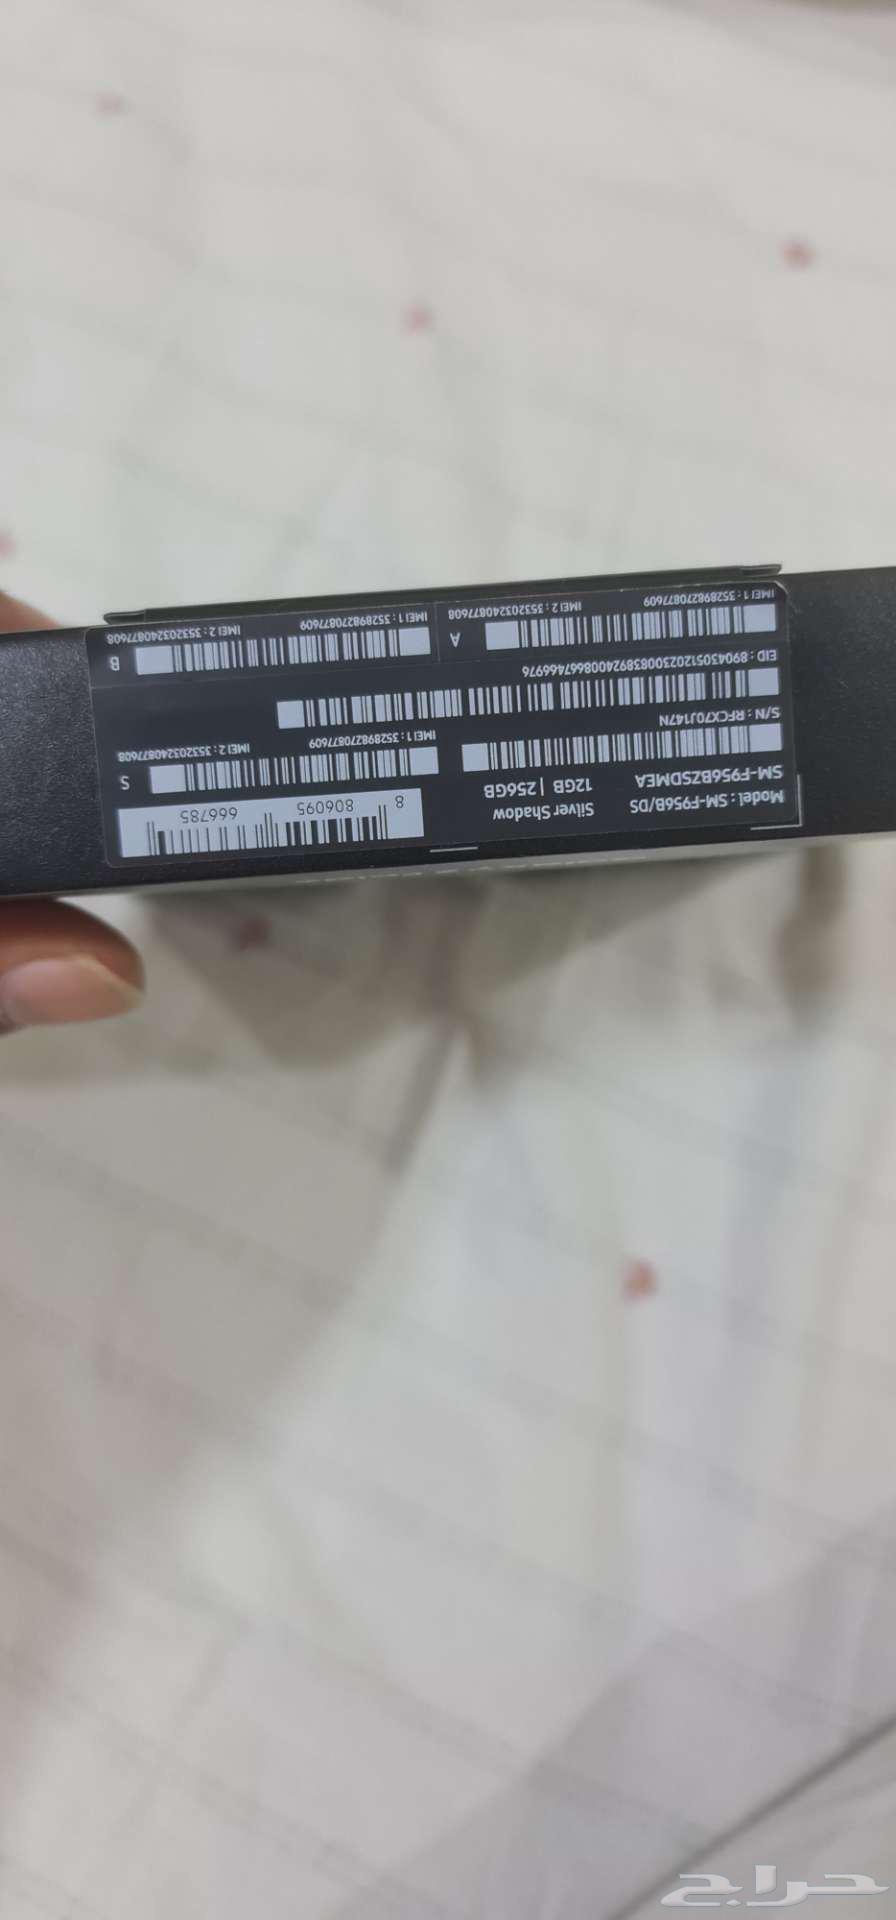 Model : SM-F956B/DS
SM-F956BZSDMEA
Silver Shadow
12GB | 256GB
8 806095 666785
S/N : RFCX70J147N
IMEI 1 : 352898270877609
IMEI 2 : 353203240877608
S
EID : 89043051202300838924008667466976
IMEI 1 : 352898270877609
IMEI 2 : 353203240877608
A
IMEI 1 : 352898270877609
IMEI 2 : 353203240877608
B
حراج